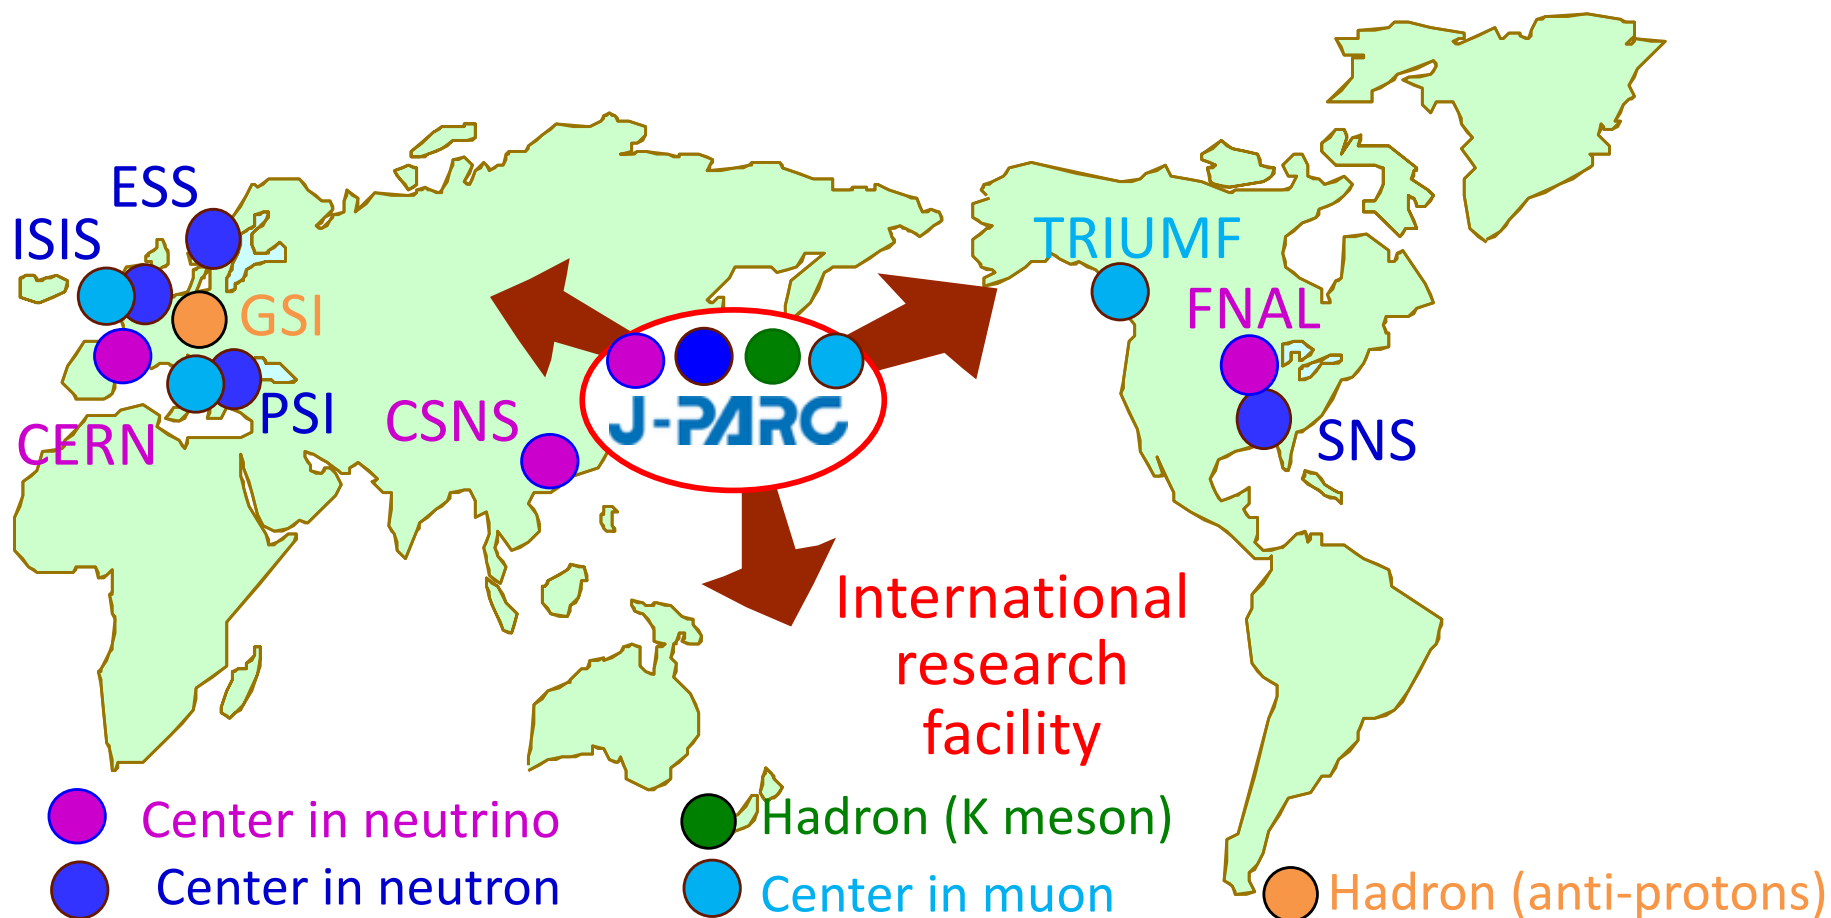 ESS
ISIS
TRIUMF
GSI
FNAL
PSI
CSNS
J-PARC
CERN
SNS
International
research
facility
Center in neutrino
Hadron (K meson)
Center in neutron
Center in muon
Hadron (anti-protons)